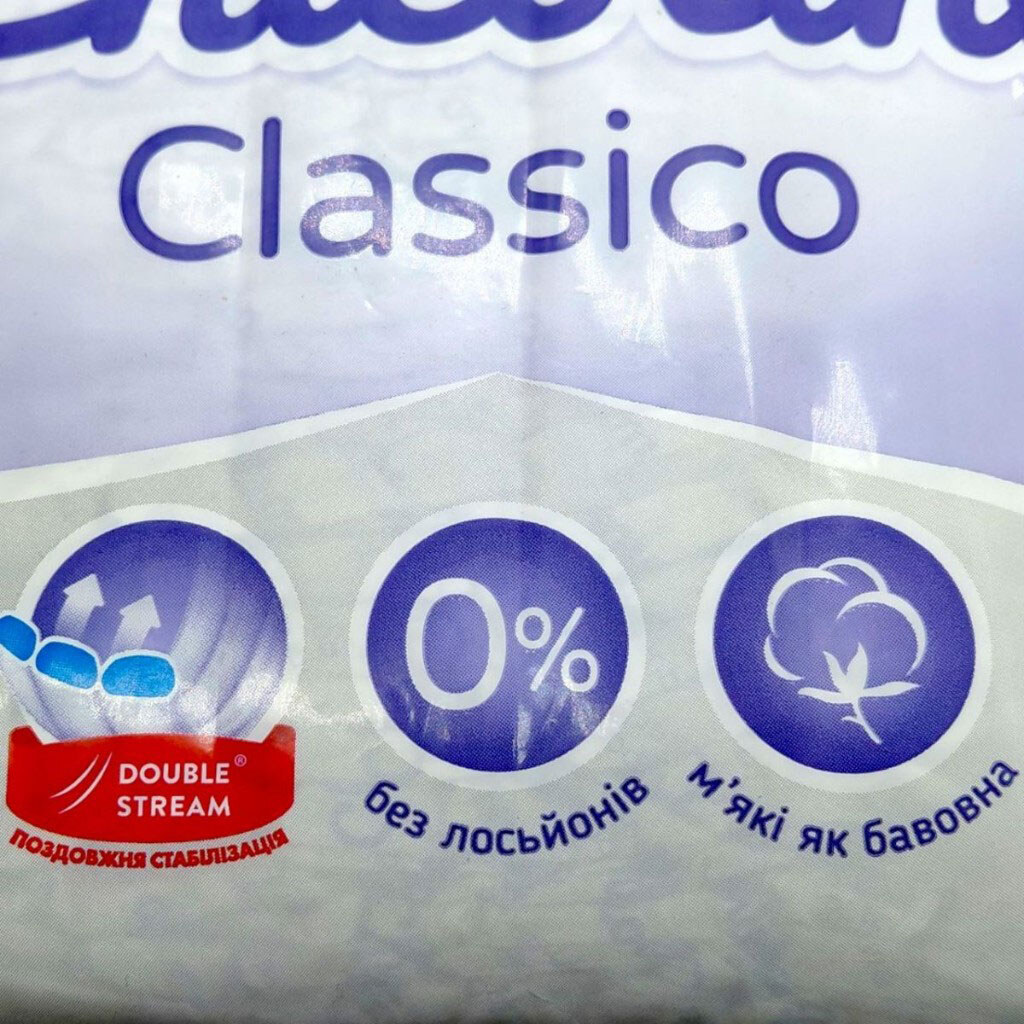 Classico
DOUBLE®
STREAM
ПОЗДОВЖНЯ СТАБІЛІЗАЦІЯ
0%
без лосьйонів
м'які як бавовна